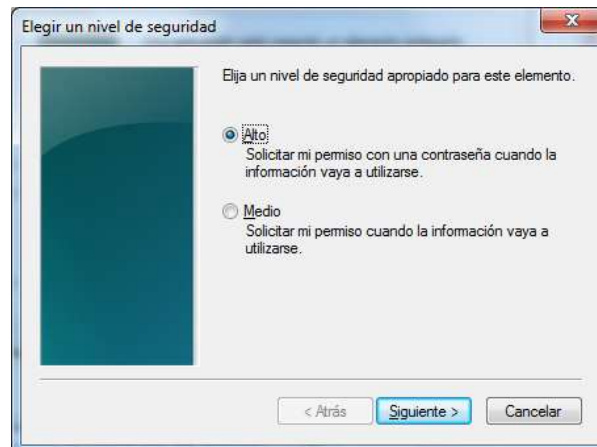 Elegir un nivel de seguridad
Elija un nivel de seguridad apropiado para este elemento.
Alto
Solicitar mi permiso con una contraseña cuando la
información vaya a utilizarse.
Medio
Solicitar mi permiso cuando la información vaya a
utilizarse.
< Atrás
Siguiente >
Cancelar